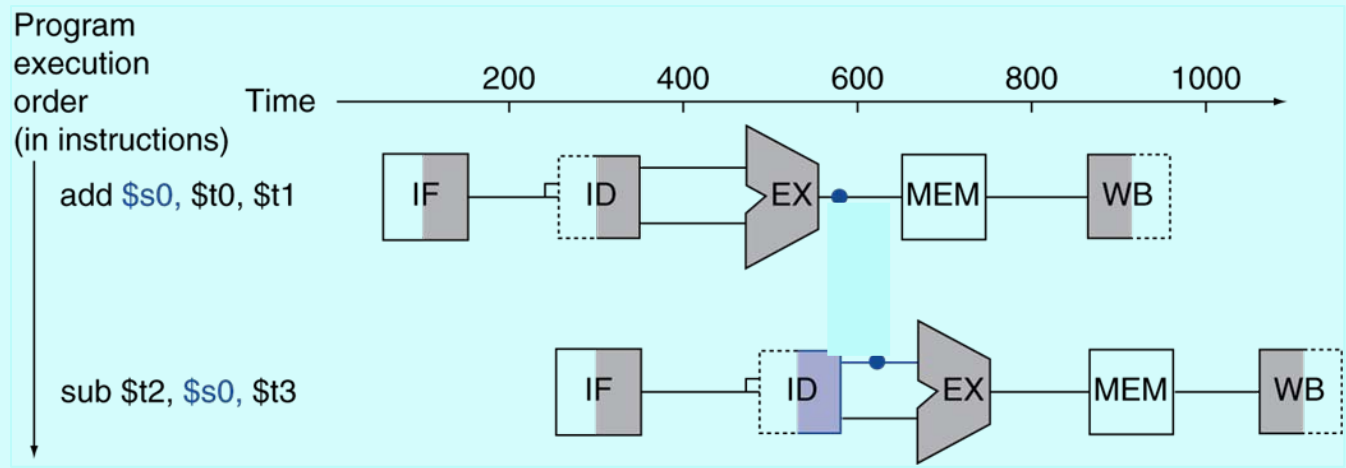 Program
execution
order
(in instructions)
Time
200 400 600 800 1000
add $s0, $t0, $t1
IF ID EX MEM WB
sub $t2, $s0, $t3
IF ID EX MEM WB